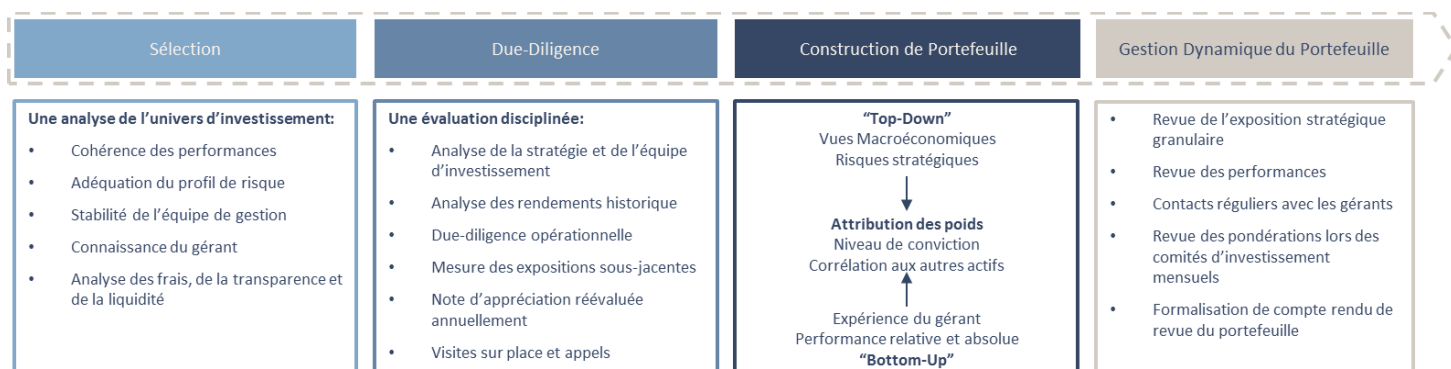 Sélection
Due-Diligence
Construction de Portefeuille
Gestion Dynamique du Portefeuille
Une analyse de l’univers d’investissement:
• Cohérence des performances
• Adéquation du profil de risque
• Stabilité de l’équipe de gestion
• Connaissance du gérant
• Analyse des frais, de la transparence et
de la liquidité
Une évaluation disciplinée:
• Analyse de la stratégie et de l’équipe
d’investissement
• Analyse des rendements historique
• Due-diligence opérationnelle
• Mesure des expositions sous-jacentes
• Note d’appréciation réévaluée
annuellement
• Visites sur place et appels
“Top-Down”
Vues Macroéconomiques
Risques stratégiques
Attribution des poids
Niveau de conviction
Corrélation aux autres actifs
Expérience du gérant
Performance relative et absolue
“Bottom-Up”
• Revue de l’exposition stratégique
granulaire
• Revue des performances
• Contacts réguliers avec les gérants
• Revue des pondérations lors des
comités d’investissement
mensuels
• Formalisation de compte rendu de
revue du portefeuille